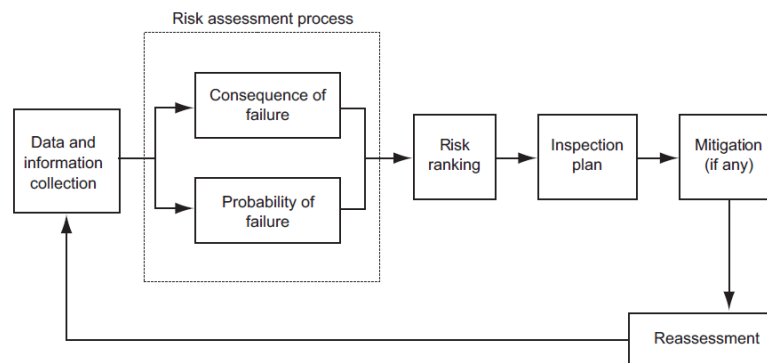 Risk assessment process
Consequence of
failure
Data and
information
collection
Probability of
failure
Risk
ranking
Inspection
plan
Mitigation
(if any)
Reassessment